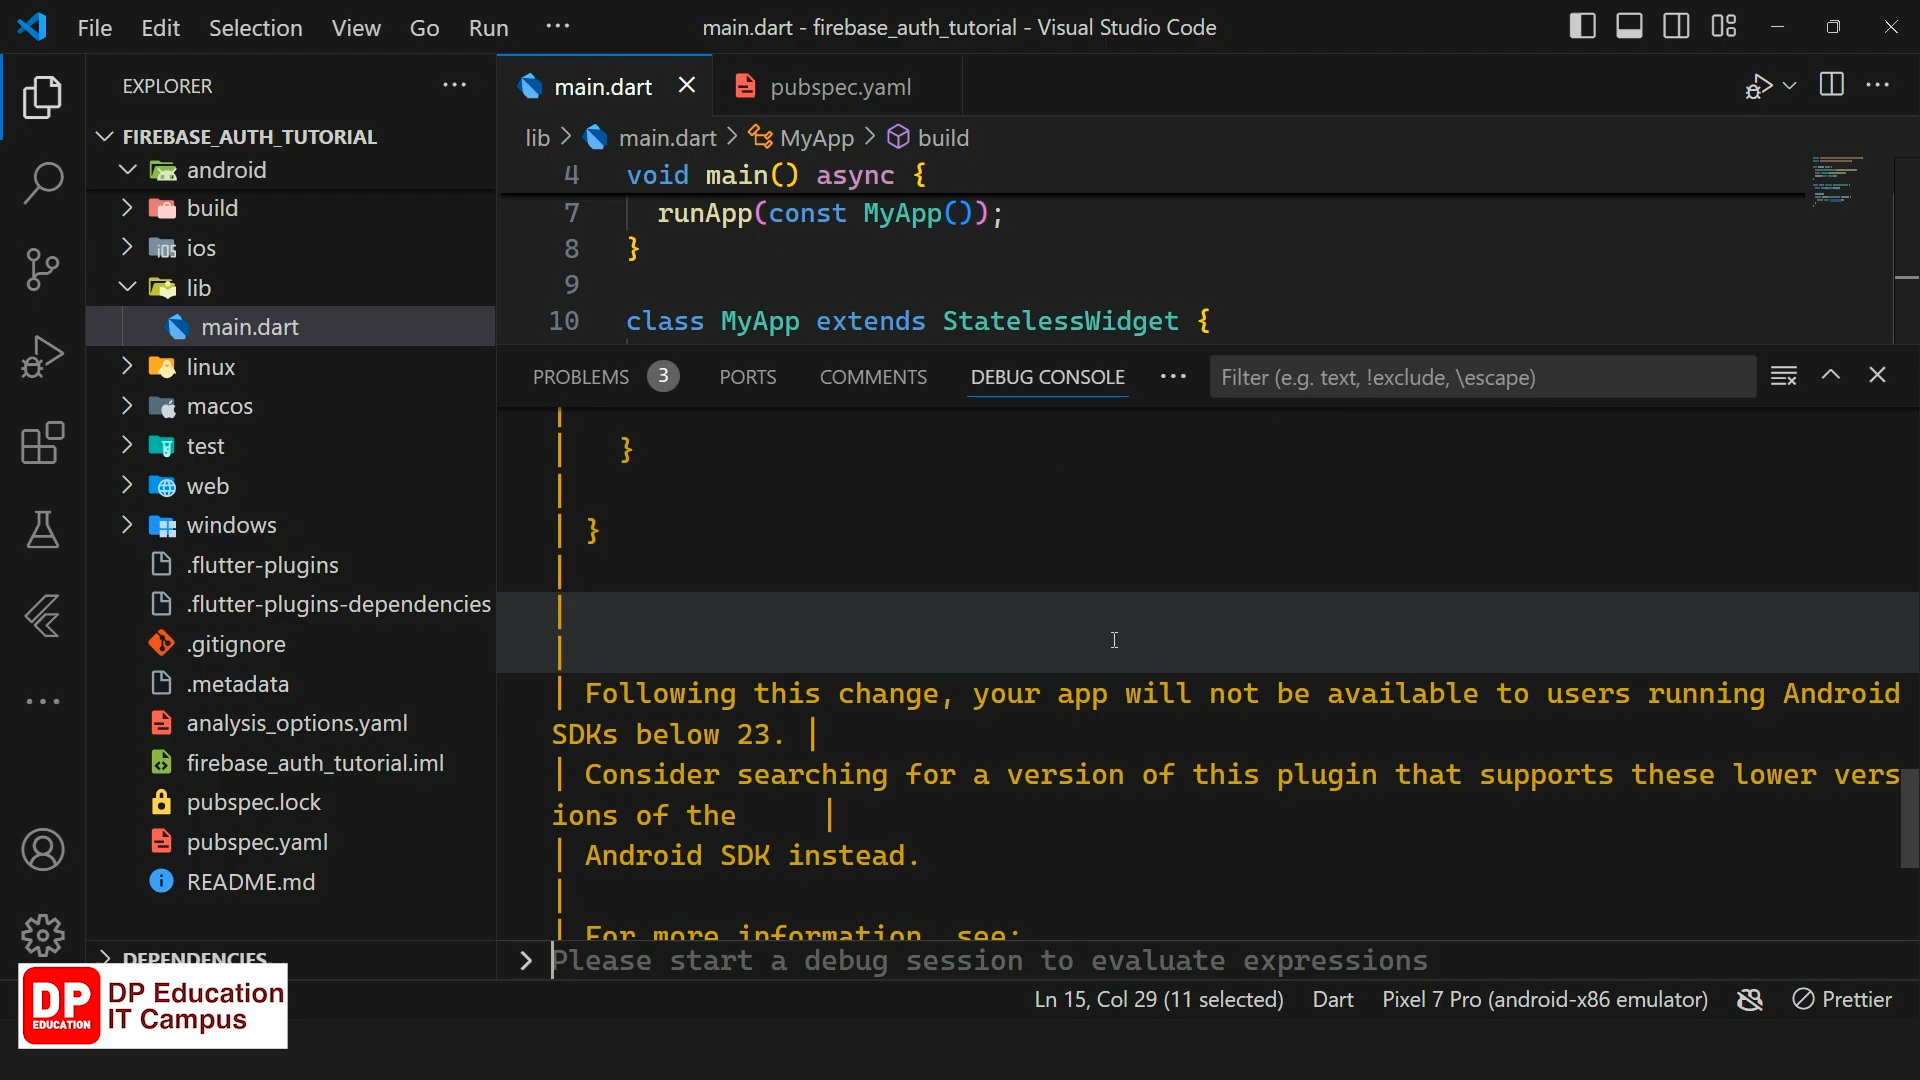 File Edit Selection View Go Run ··· main.dart - firebase_auth_tutorial - Visual Studio Code
EXPLORER ···
main.dart
pubspec.yaml
FIREBASE_AUTH_TUTORIAL
android
build
ios
lib
main.dart
linux
macos
test
web
windows
.flutter-plugins
.flutter-plugins-dependencies
.gitignore
.metadata
analysis_options.yaml
firebase_auth_tutorial.iml
pubspec.lock
pubspec.yaml
README.md
DEPENDENCIES
lib > main.dart > MyApp > build
4 void main() async {
7 runApp(const MyApp());
8 }
9
10 class MyApp extends StatelessWidget {
PROBLEMS 3 PORTS COMMENTS DEBUG CONSOLE ··· Filter (e.g. text, !exclude, \escape)
│
│ }
│
│ }
│
│
│
│ Following this change, your app will not be available to users running Android
SDKs below 23. │
│ Consider searching for a version of this plugin that supports these lower vers
ions of the │
│ Android SDK instead.
│
│ For more information, see:
> Please start a debug session to evaluate expressions
Ln 15, Col 29 (11 selected) Dart Pixel 7 Pro (android-x86 emulator) Prettier
DP
EDUCATION
DP Education
IT Campus